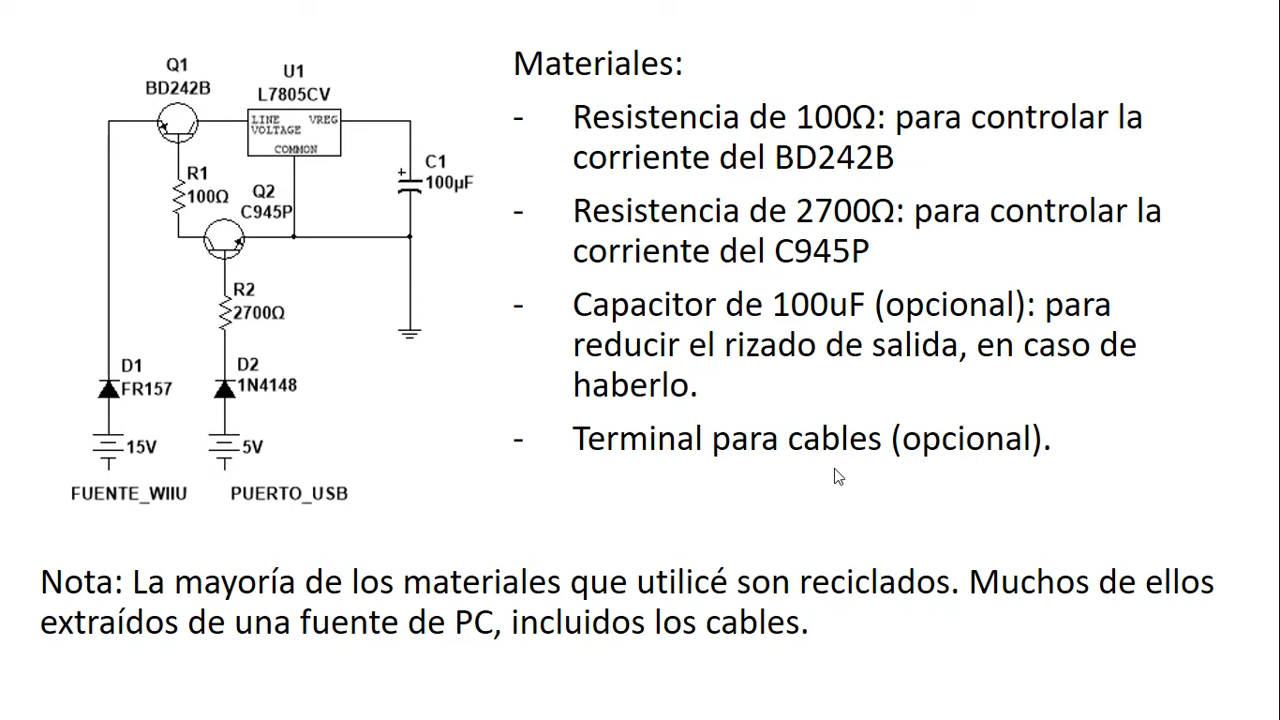 Q1
BD242B
U1
L7805CV
LINE
VOLTAGE
VREG
COMMON
R1
100Ω
Q2
C945P
C1
+
100µF
R2
2700Ω
D1
FR157
D2
1N4148
15V
5V
FUENTE_WIIU
PUERTO_USB
Materiales:
- Resistencia de 100Ω: para controlar la
corriente del BD242B
- Resistencia de 2700Ω: para controlar la
corriente del C945P
- Capacitor de 100uF (opcional): para
reducir el rizado de salida, en caso de
haberlo.
- Terminal para cables (opcional).
Nota: La mayoría de los materiales que utilicé son reciclados. Muchos de ellos
extraídos de una fuente de PC, incluidos los cables.